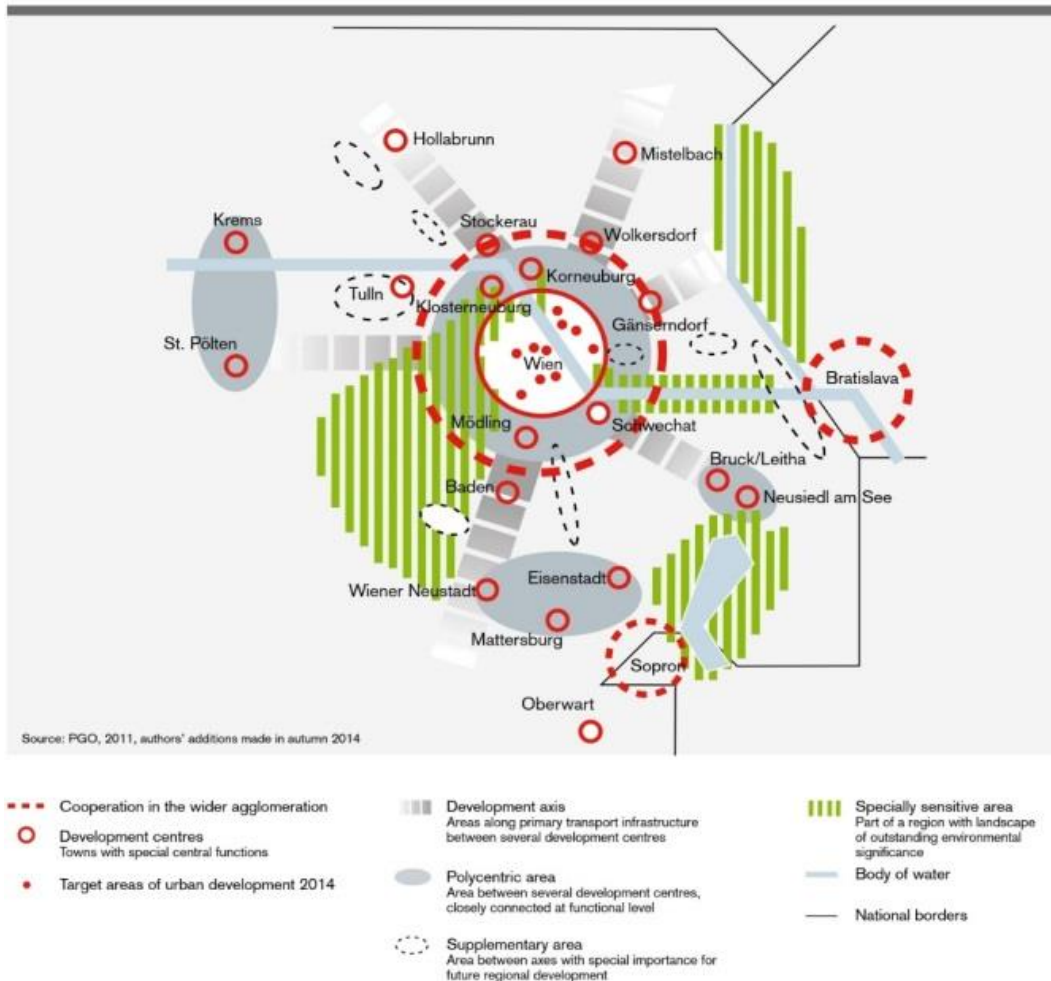 Hollabrunn
Mistelbach
Krems
Stockerau
Wolkersdorf
Korneuburg
Tulln
Klosterneuburg
Gänserndorf
St. Pölten
Wien
Bratislava
Mödling
Schwechat
Bruck/Leitha
Baden
Neusiedl am See
Eisenstadt
Wiener Neustadt
Mattersburg
Sopron
Oberwart
Source: PGO, 2011, authors' additions made in autumn 2014
Cooperation in the wider agglomeration
Development centres
Towns with special central functions
Target areas of urban development 2014
Development axis
Areas along primary transport infrastructure
between several development centres
Polycentric area
Area between several development centres,
closely connected at functional level
Supplementary area
Area between axes with special importance for
future regional development
Specially sensitive area
Part of a region with landscape
of outstanding environmental
significance
Body of water
National borders